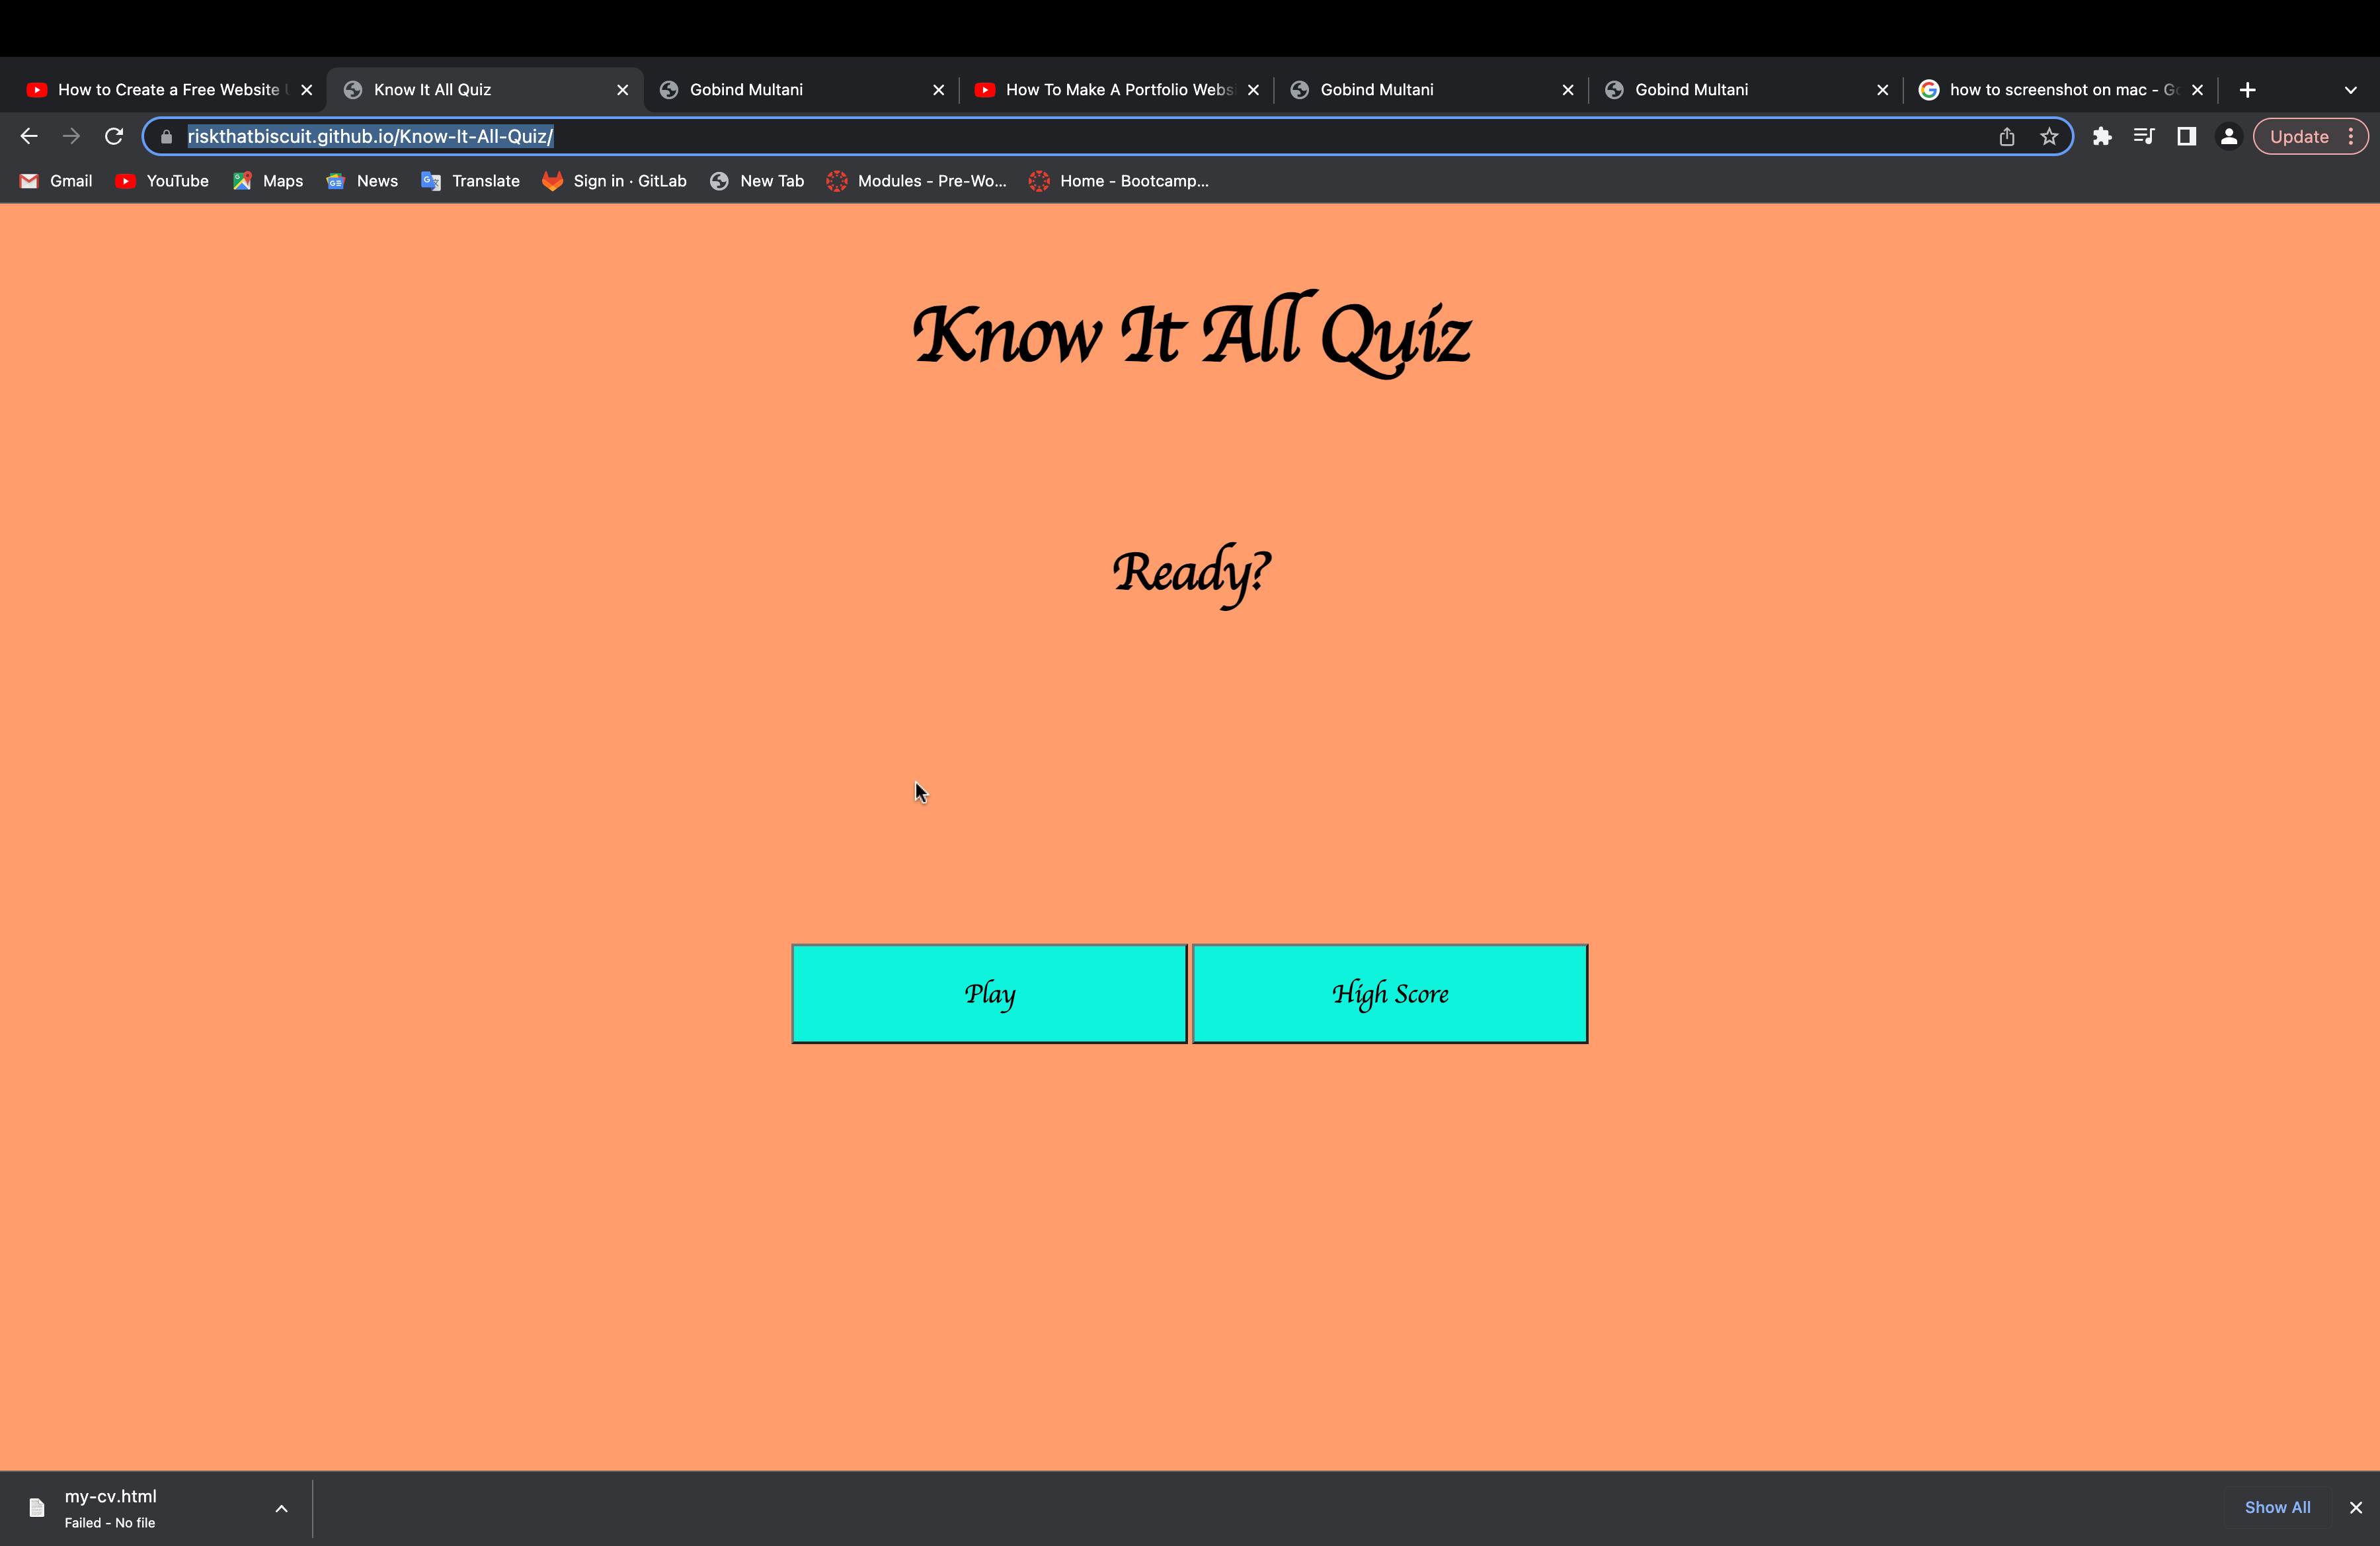 How to Create a Free Website
Know It All Quiz
Gobind Multani
How To Make A Portfolio Webs
Gobind Multani
Gobind Multani
how to screenshot on mac - Go
riskthatbiscuit.github.io/Know-It-All-Quiz/
Update
Gmail
YouTube
Maps
News
Translate
Sign in · GitLab
New Tab
Modules - Pre-Wo...
Home - Bootcamp...
Know It All Quiz
Ready?
Play
High Score
my-cv.html
Failed - No file
Show All